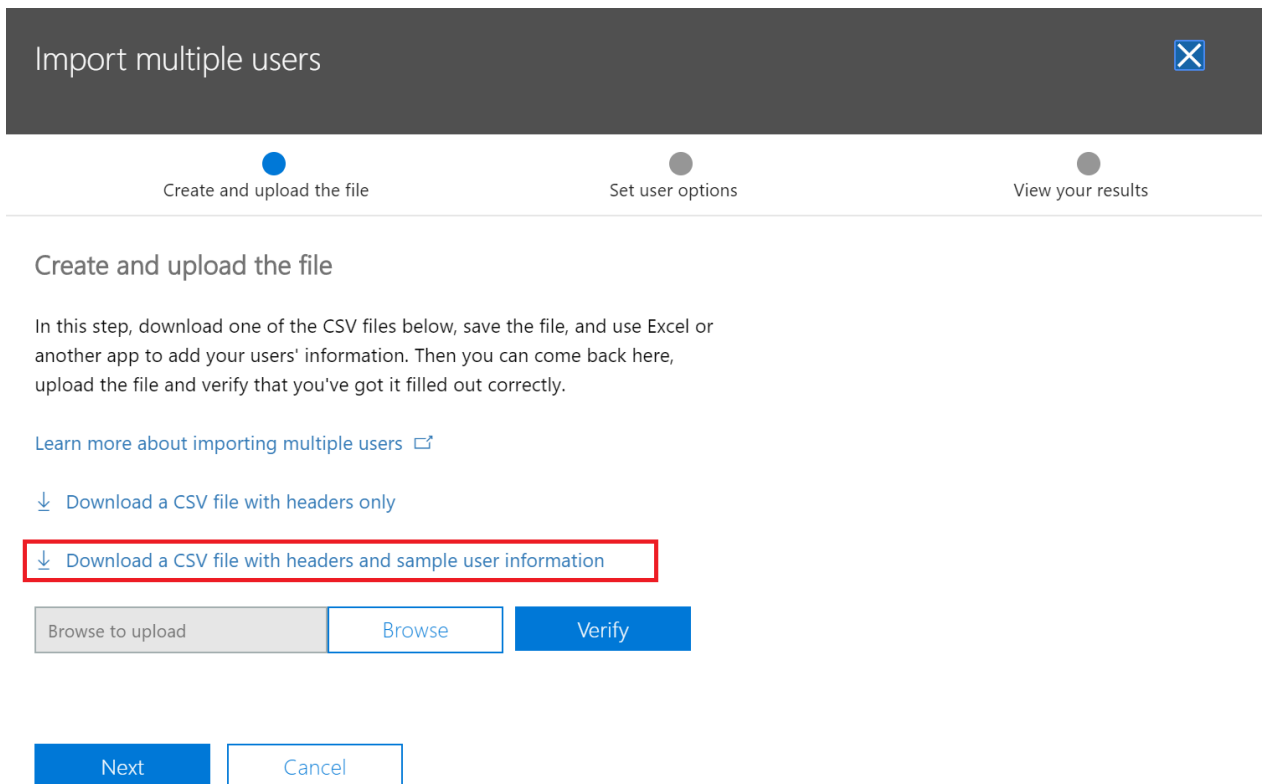 Import multiple users
Create and upload the file
Set user options
View your results
Create and upload the file
In this step, download one of the CSV files below, save the file, and use Excel or
another app to add your users' information. Then you can come back here,
upload the file and verify that you've got it filled out correctly.
Learn more about importing multiple users
Download a CSV file with headers only
Download a CSV file with headers and sample user information
Browse to upload
Browse
Verify
Next
Cancel